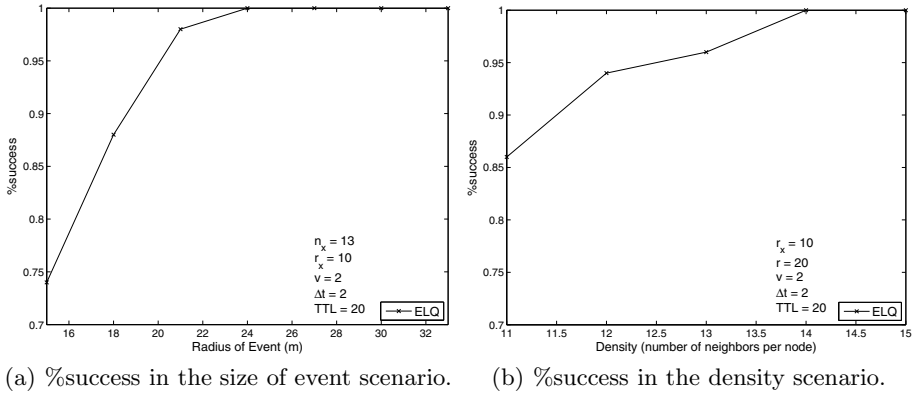 1
0.95
0.9
0.85
0.8
0.75
0.7
%success
n_x = 13
r_x = 10
v = 2
Δt = 2
TTL = 20
ELQ
16 18 20 22 24 26 28 30 32
Radius of Event (m)
(a) %success in the size of event scenario.
1
0.95
0.9
0.85
0.8
0.75
0.7
%success
r_x = 10
r = 20
v = 2
Δt = 2
TTL = 20
ELQ
11 11.5 12 12.5 13 13.5 14 14.5 15
Density (number of neighbors per node)
(b) %success in the density scenario.